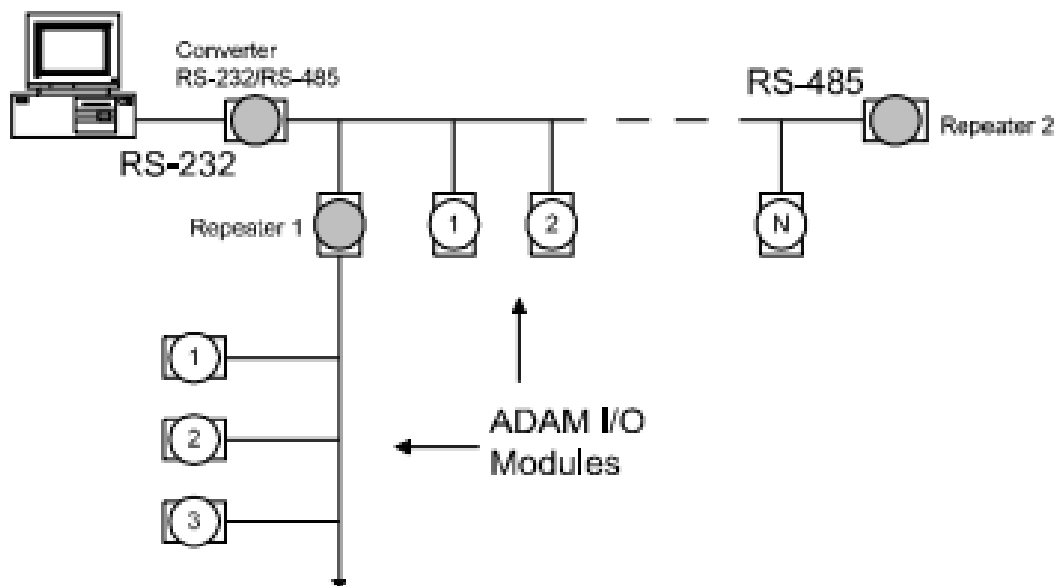 Converter
RS-232/RS-485
RS-485
Repeater 2
RS-232
Repeater 1
1
2
N
1
2
3
ADAM I/O
Modules